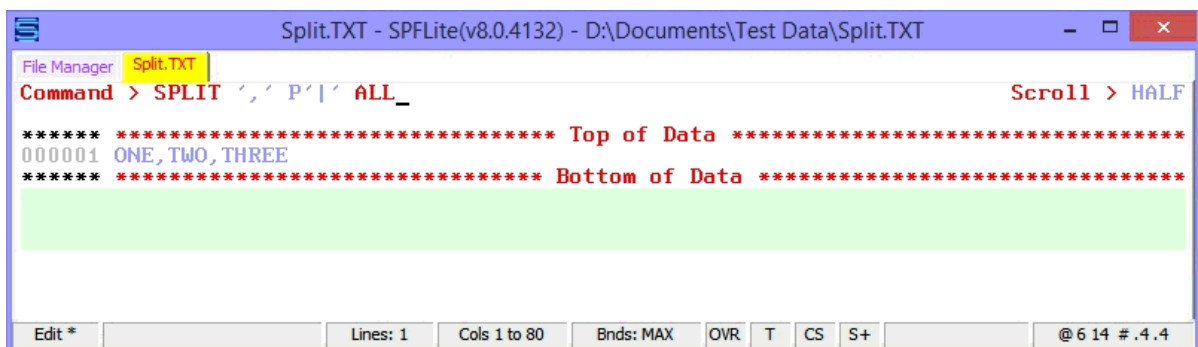 Split.TXT - SPFLite(v8.0.4132) - D:\Documents\Test Data\Split.TXT
File Manager Split.TXT
Command > SPLIT ',' P'|' ALL_ Scroll > HALF
****** ********************************* Top of Data **********************************
000001 ONE,TWO,THREE
****** ******************************** Bottom of Data ********************************
Edit * Lines: 1 Cols 1 to 80 Bnds: MAX OVR T CS S+ @ 6 14 # .4.4